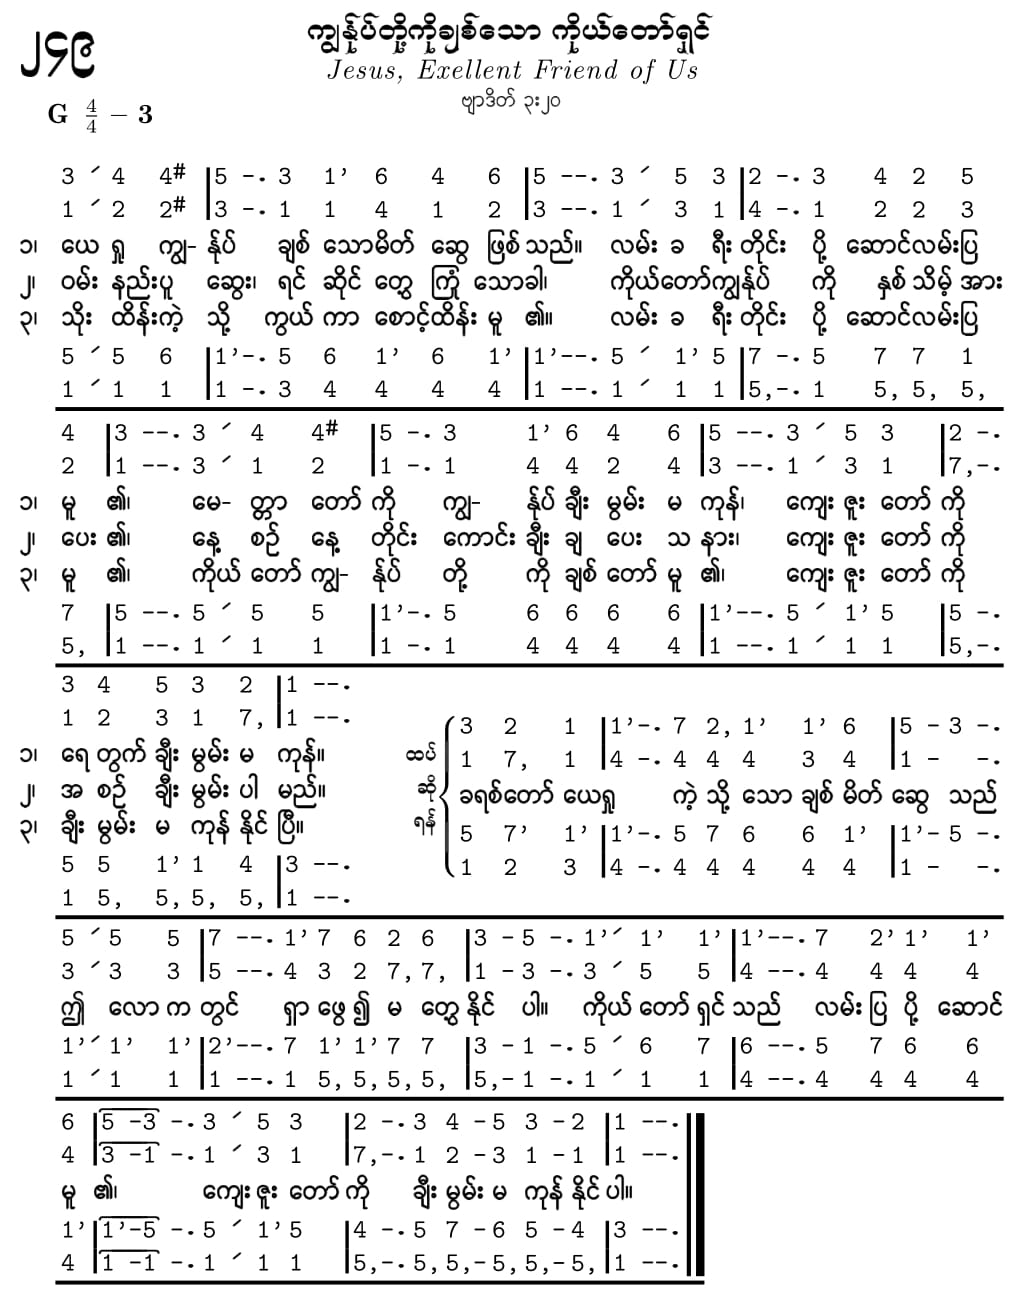 ၂၄၉
ကျွန်ုပ်တို့ကိုချစ်သော ကိုယ်တော်ရှင်
Jesus, Exellent Friend of Us
ဗျာဒိတ် ၃း၂၀
G 4/4 – 3
3 ʹ 4 4# |5 -. 3 1’ 6 4 6 |5 --. 3 ʹ 5 3 |2 -. 3 4 2 5
1 ʹ 2 2# |3 -. 1 1 4 1 2 |3 --. 1 ʹ 3 1 |4 -. 1 2 2 3
၁၊ ယေ ရှု ကျွ- န်ုပ် ချစ် သောမိတ် ဆွေ ဖြစ် သည်။ လမ်း ခ ရီး တိုင်း ပို့ ဆောင်လမ်းပြ
၂၊ ဝမ်း နည်းပူ ဆွေး၊ ရင် ဆိုင် တွေ့ ကြုံ သောခါ၊ ကိုယ်တော်ကျွန်ုပ် ကို နှစ် သိမ့် အား
၃၊ သိုး ထိန်းကဲ့ သို့ ကွယ် ကာ စောင့်ထိန်း မူ ၏။ လမ်း ခ ရီး တိုင်း ပို့ ဆောင်လမ်းပြ
5 ʹ 5 6 |1’-. 5 6 1’ 6 1’ |1’--. 5 ʹ 1’ 5 |7 -. 5 7 7 1
1 ʹ 1 1 |1 -. 3 4 4 4 4 |1 --. 1 ʹ 1 1 |5,-. 1 5, 5, 5,
4 |3 --. 3 ʹ 4 4# |5 -. 3 1’ 6 4 6 |5 --. 3 ʹ 5 3 |2 -.
2 |1 --. 3 ʹ 1 2 |1 -. 1 4 4 2 4 |3 --. 1 ʹ 3 1 |7,-.
၁၊ မူ ၏၊ မေ- တ္တာ တော် ကို ကျွ- န်ုပ် ချီး မွမ်း မ ကုန်၊ ကျေး ဇူး တော် ကို
၂၊ ပေး ၏၊ နေ့ စဉ် နေ့ တိုင်း ကောင်း ချီး ချ ပေး သ နား၊ ကျေး ဇူး တော် ကို
၃၊ မူ ၏၊ ကိုယ် တော် ကျွ- န်ုပ် တို့ ကို ချစ် တော် မူ ၏၊ ကျေး ဇူး တော် ကို
7 |5 --. 5 ʹ 5 5 |1’-. 5 6 6 6 6 |1’--. 5 ʹ 1’ 5 |5 -.
5, |1 --. 1 ʹ 1 1 |1 -. 1 4 4 4 4 |1 --. 1 ʹ 1 1 |5,-.
3 4 5 3 2 |1 --.
1 2 3 1 7, |1 --.
၁၊ ရေ တွက် ချီး မွမ်း မ ကုန်။
၂၊ အ စဉ် ချီး မွမ်း ပါ မည်။
၃၊ ချီး မွမ်း မ ကုန် နိုင် ပြီ။
5 5 1’ 1 4 |3 --.
1 5, 5, 5, 5, |1 --.
ထပ်
ဆို
ရန်
3 2 1 |1’-. 7 2, 1’ 1’ 6 |5 - 3 -.
1 7, 1 |4 -. 4 4 4 3 4 |1 - -.
ခရစ်တော် ယေရှု ကဲ့ သို့ သော ချစ် မိတ် ဆွေ သည်
5 7’ 1’ |1’-. 5 7 6 6 1’ |1’- 5 -.
1 2 3 |4 -. 4 4 4 4 4 |1 - -.
5 ʹ 5 5 |7 --. 1’ 7 6 2 6 |3 - 5 -. 1’ʹ 1’ 1’ |1’--. 7 2’ 1’ 1’
3 ʹ 3 3 |5 --. 4 3 2 7, 7, |1 - 3 -. 3 ʹ 5 5 |4 --. 4 4 4 4
ဤ လော က တွင် ရှာ ဖွေ ၍ မ တွေ့ နိုင် ပါ။ ကိုယ် တော် ရှင် သည် လမ်း ပြ ပို့ ဆောင်
1’ʹ 1’ 1’ |2’--. 7 1’ 1’ 7 7 |3 - 1 -. 5 ʹ 6 7 |6 --. 5 7 6 6
1 ʹ 1 1 |1 --. 1 5, 5, 5, 5, |5,- 1 -. 1 ʹ 1 1 |4 --. 4 4 4 4
6 |5 -3 -. 3 ʹ 5 3 |2 -. 3 4 - 5 3 - 2 |1 --.
4 |3 -1 -. 1 ʹ 3 1 |7,-. 1 2 - 3 1 - 1 |1 --.
မူ ၏၊ ကျေး ဇူး တော် ကို ချီး မွမ်း မ ကုန် နိုင် ပါ။
1’ |1’-5 -. 5 ʹ 1’ 5 |4 -. 5 7 - 6 5 - 4 |3 --.
4 |1 -1 -. 1 ʹ 1 1 |5,-. 5, 5,- 5, 5,- 5, |1 --.